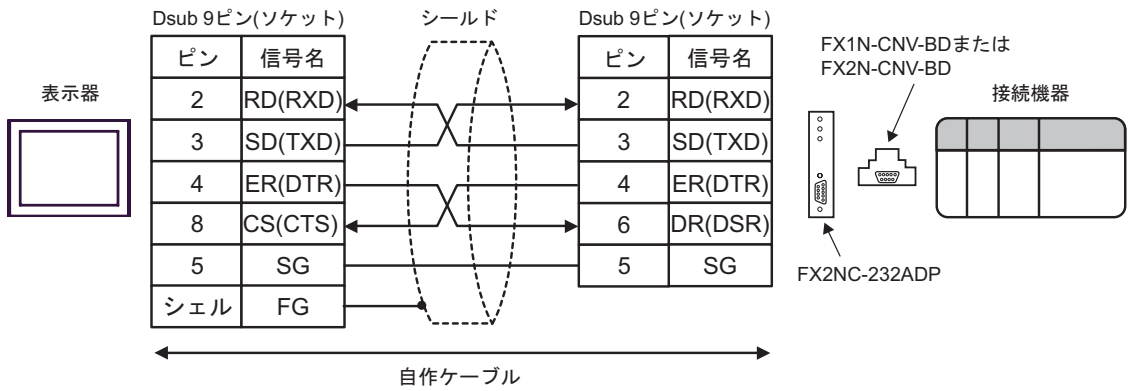 Dsub 9ピン(ソケット)
シールド
Dsub 9ピン(ソケット)
ピン 信号名
2 RD(RXD)
3 SD(TXD)
4 ER(DTR)
8 CS(CTS)
5 SG
シェル FG
ピン 信号名
2 RD(RXD)
3 SD(TXD)
4 ER(DTR)
6 DR(DSR)
5 SG
表示器
FX1N-CNV-BDまたは
FX2N-CNV-BD
接続機器
FX2NC-232ADP
自作ケーブル